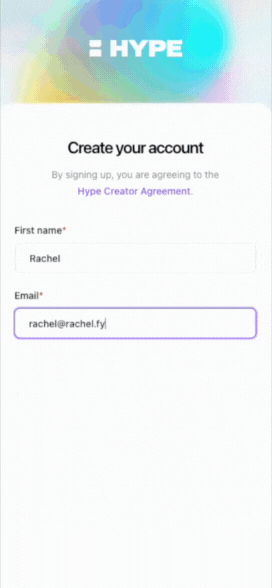 HYPE
Create your account
By signing up, you are agreeing to the
Hype Creator Agreement.
First name*
Rachel
Email*
rachel@rachel.fy